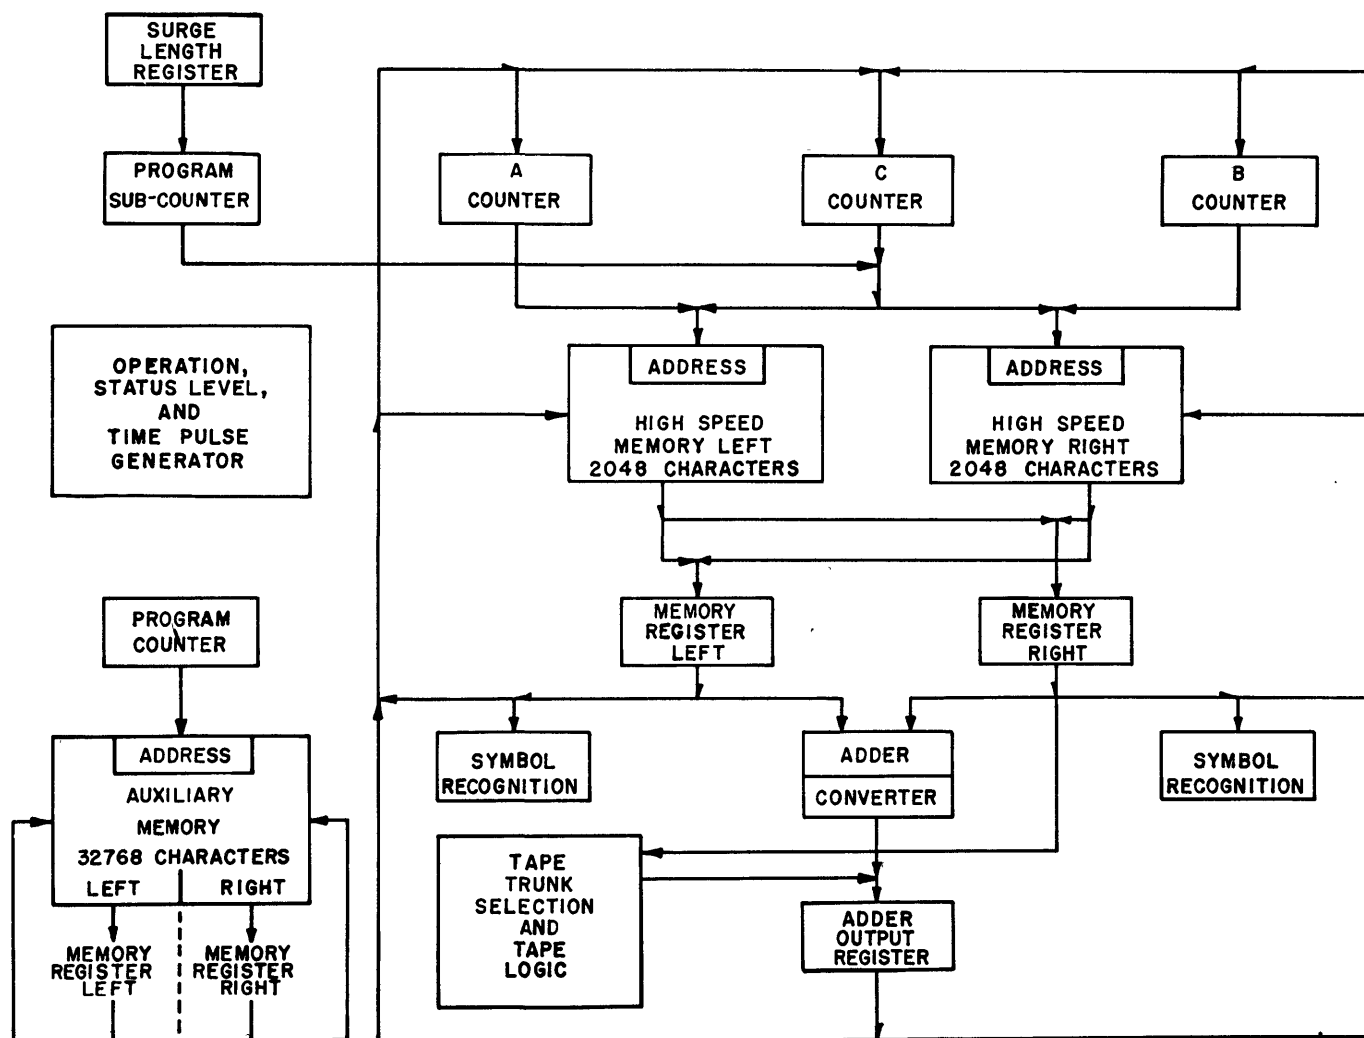 SURGE
LENGTH
REGISTER
PROGRAM
SUB-COUNTER
A
COUNTER
C
COUNTER
B
COUNTER
OPERATION,
STATUS LEVEL,
AND
TIME PULSE
GENERATOR
ADDRESS
HIGH SPEED
MEMORY LEFT
2048 CHARACTERS
ADDRESS
HIGH SPEED
MEMORY RIGHT
2048 CHARACTERS
PROGRAM
COUNTER
MEMORY
REGISTER
LEFT
MEMORY
REGISTER
RIGHT
ADDRESS
AUXILIARY
MEMORY
32768 CHARACTERS
LEFT
RIGHT
MEMORY
REGISTER
LEFT
MEMORY
REGISTER
RIGHT
SYMBOL
RECOGNITION
ADDER
CONVERTER
SYMBOL
RECOGNITION
TAPE
TRUNK
SELECTION
AND
TAPE
LOGIC
ADDER
OUTPUT
REGISTER